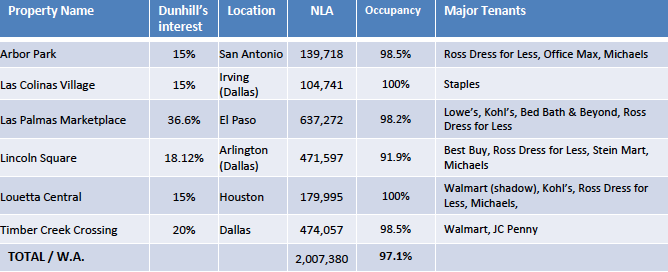 Property Name Dunhill's interest Location NLA Occupancy Major Tenants
Arbor Park 15% San Antonio 139,718 98.5% Ross Dress for Less, Office Max, Michaels
Las Colinas Village 15% Irving (Dallas) 104,741 100% Staples
Las Palmas Marketplace 36.6% El Paso 637,272 98.2% Lowe's, Kohl's, Bed Bath & Beyond, Ross Dress for Less
Lincoln Square 18.12% Arlington (Dallas) 471,597 91.9% Best Buy, Ross Dress for Less, Stein Mart, Michaels
Louetta Central 15% Houston 179,995 100% Walmart (shadow), Kohl's, Ross Dress for Less, Michaels,
Timber Creek Crossing 20% Dallas 474,057 98.5% Walmart, JC Penny
TOTAL / W.A. 2,007,380 97.1%